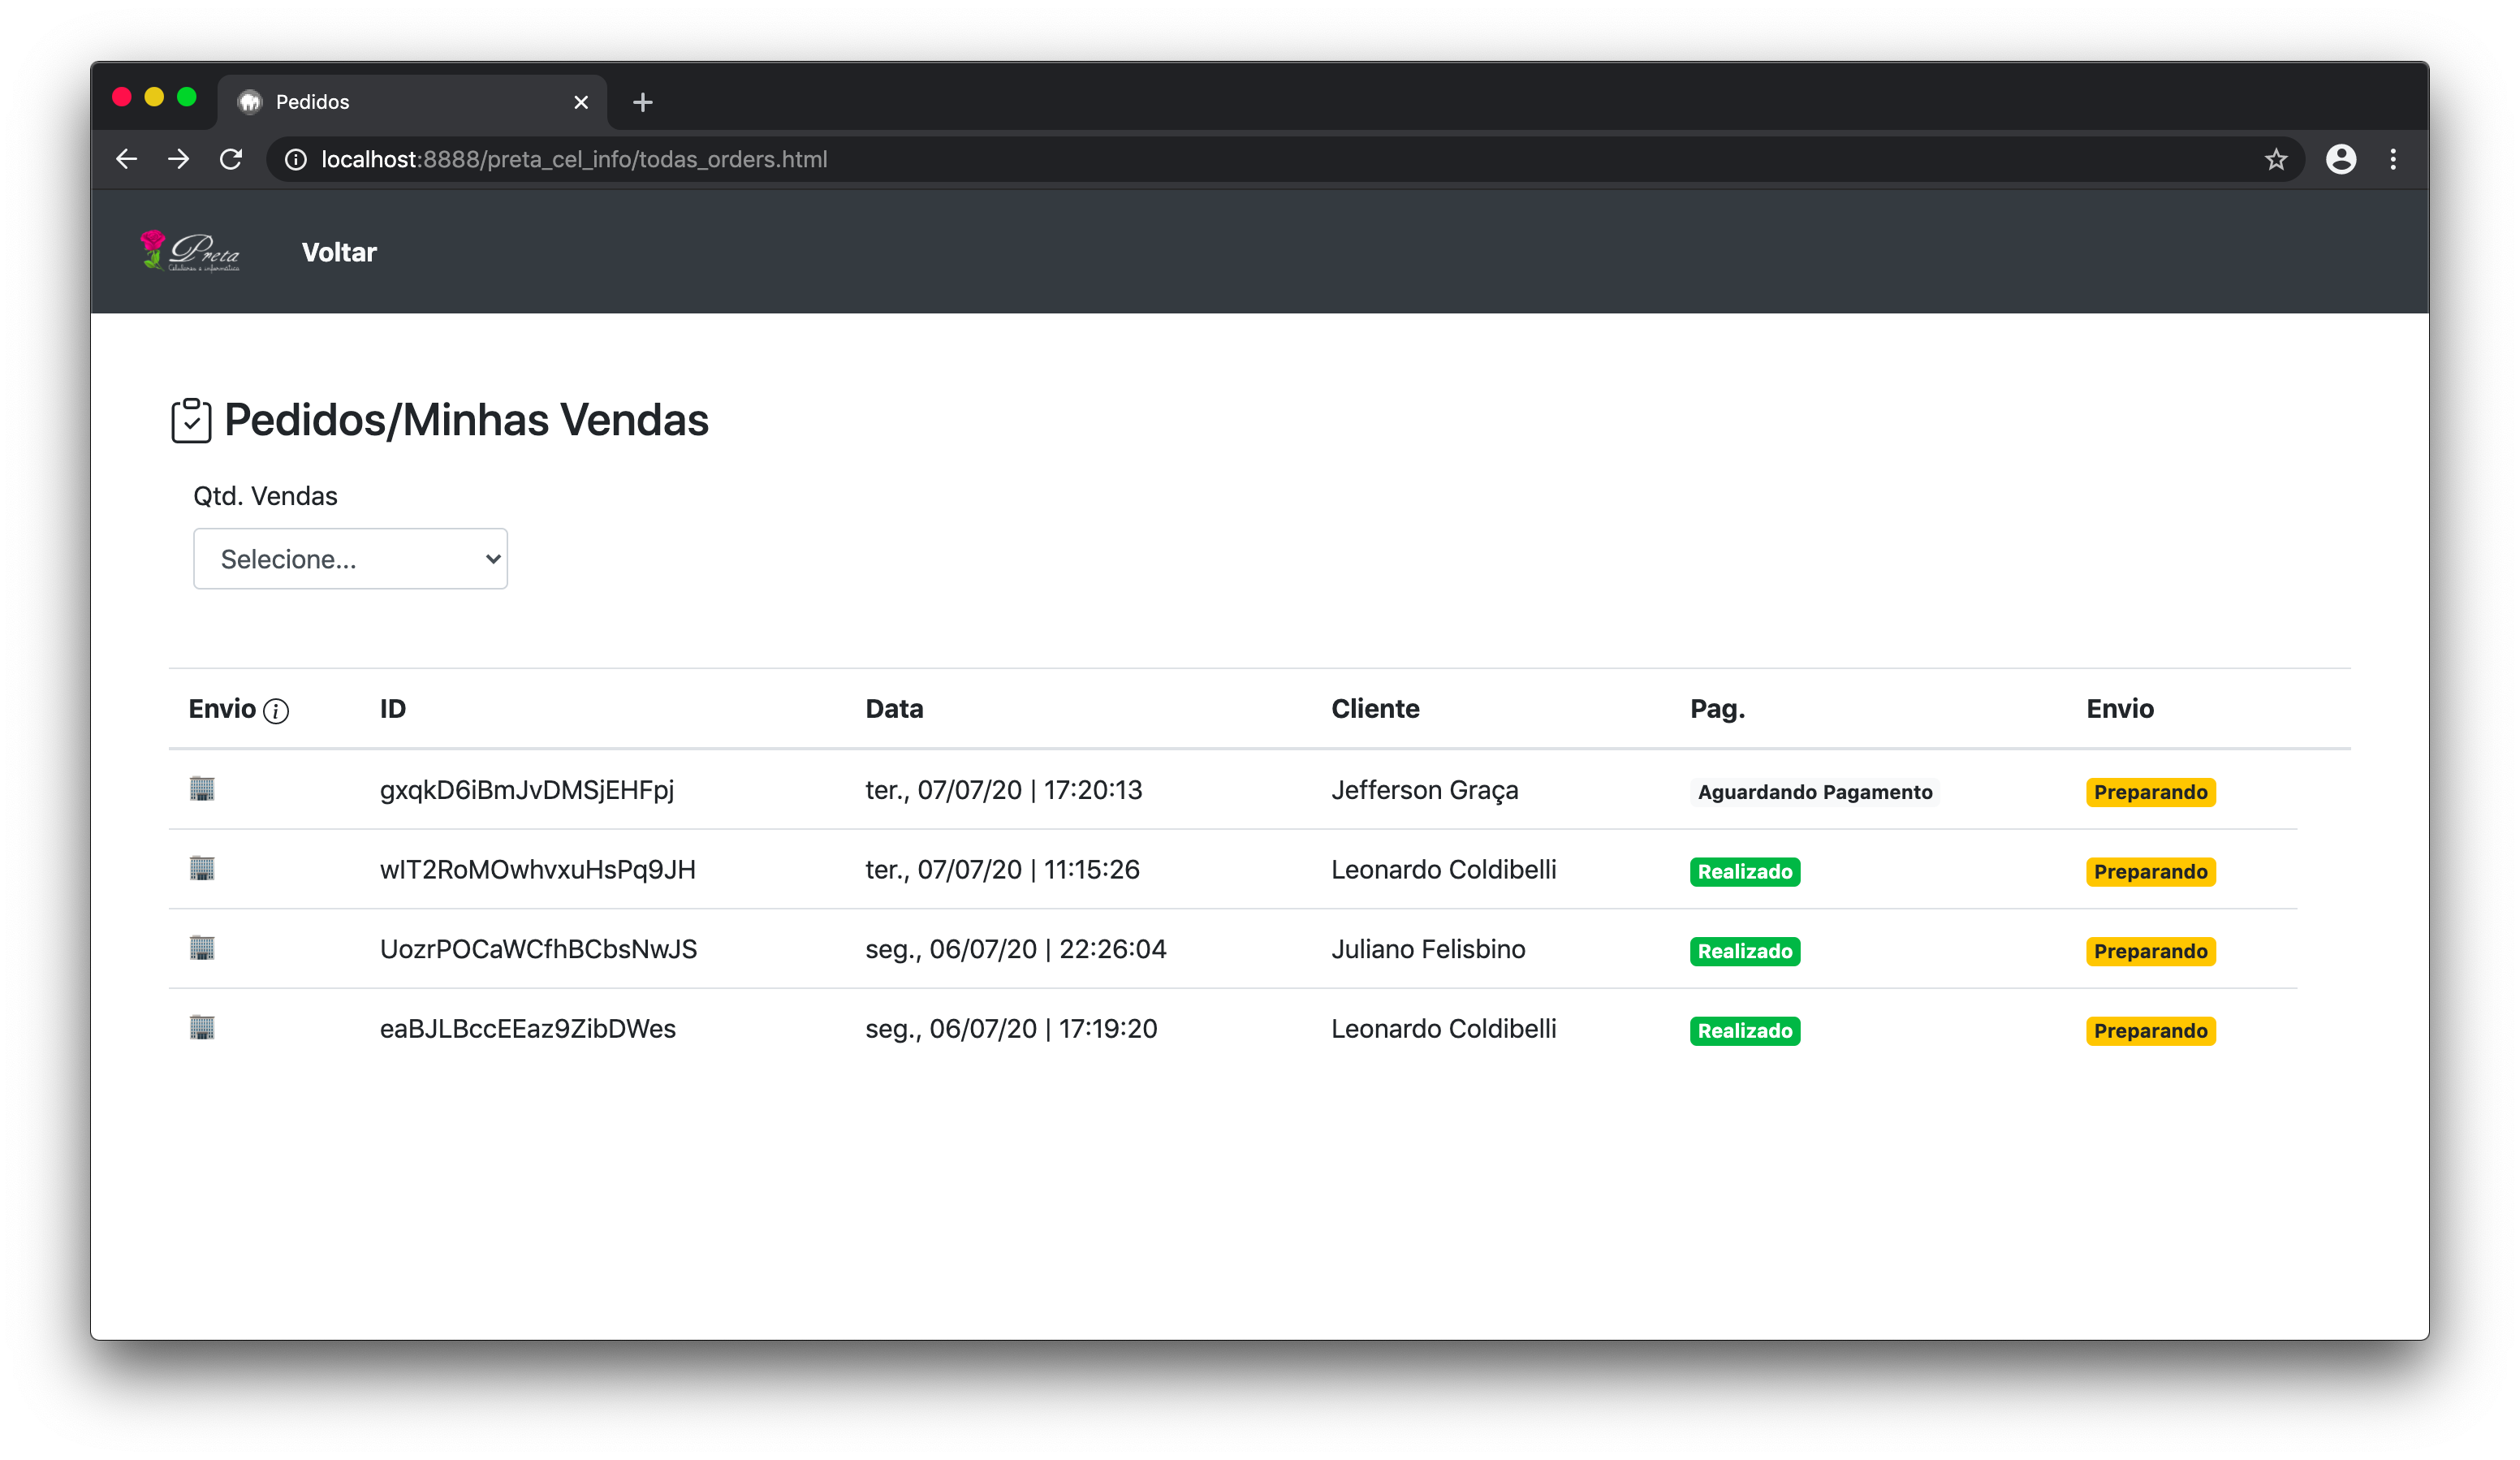 Pedidos
localhost:8888/preta_cel_info/todas_orders.html
Preta
Celulares e informática
Voltar
Pedidos/Minhas Vendas
Qtd. Vendas
Selecione...
Envio ID Data Cliente Pag. Envio
gxqkD6iBmJvDMSjEHFpj ter., 07/07/20 | 17:20:13 Jefferson Graça Aguardando Pagamento Preparando
wIT2RoMOwhvxuHsPq9JH ter., 07/07/20 | 11:15:26 Leonardo Coldibelli Realizado Preparando
UozrPOCaWCfhBCbsNwJS seg., 06/07/20 | 22:26:04 Juliano Felisbino Realizado Preparando
eaBJLBccEEaz9ZibDWes seg., 06/07/20 | 17:19:20 Leonardo Coldibelli Realizado Preparando